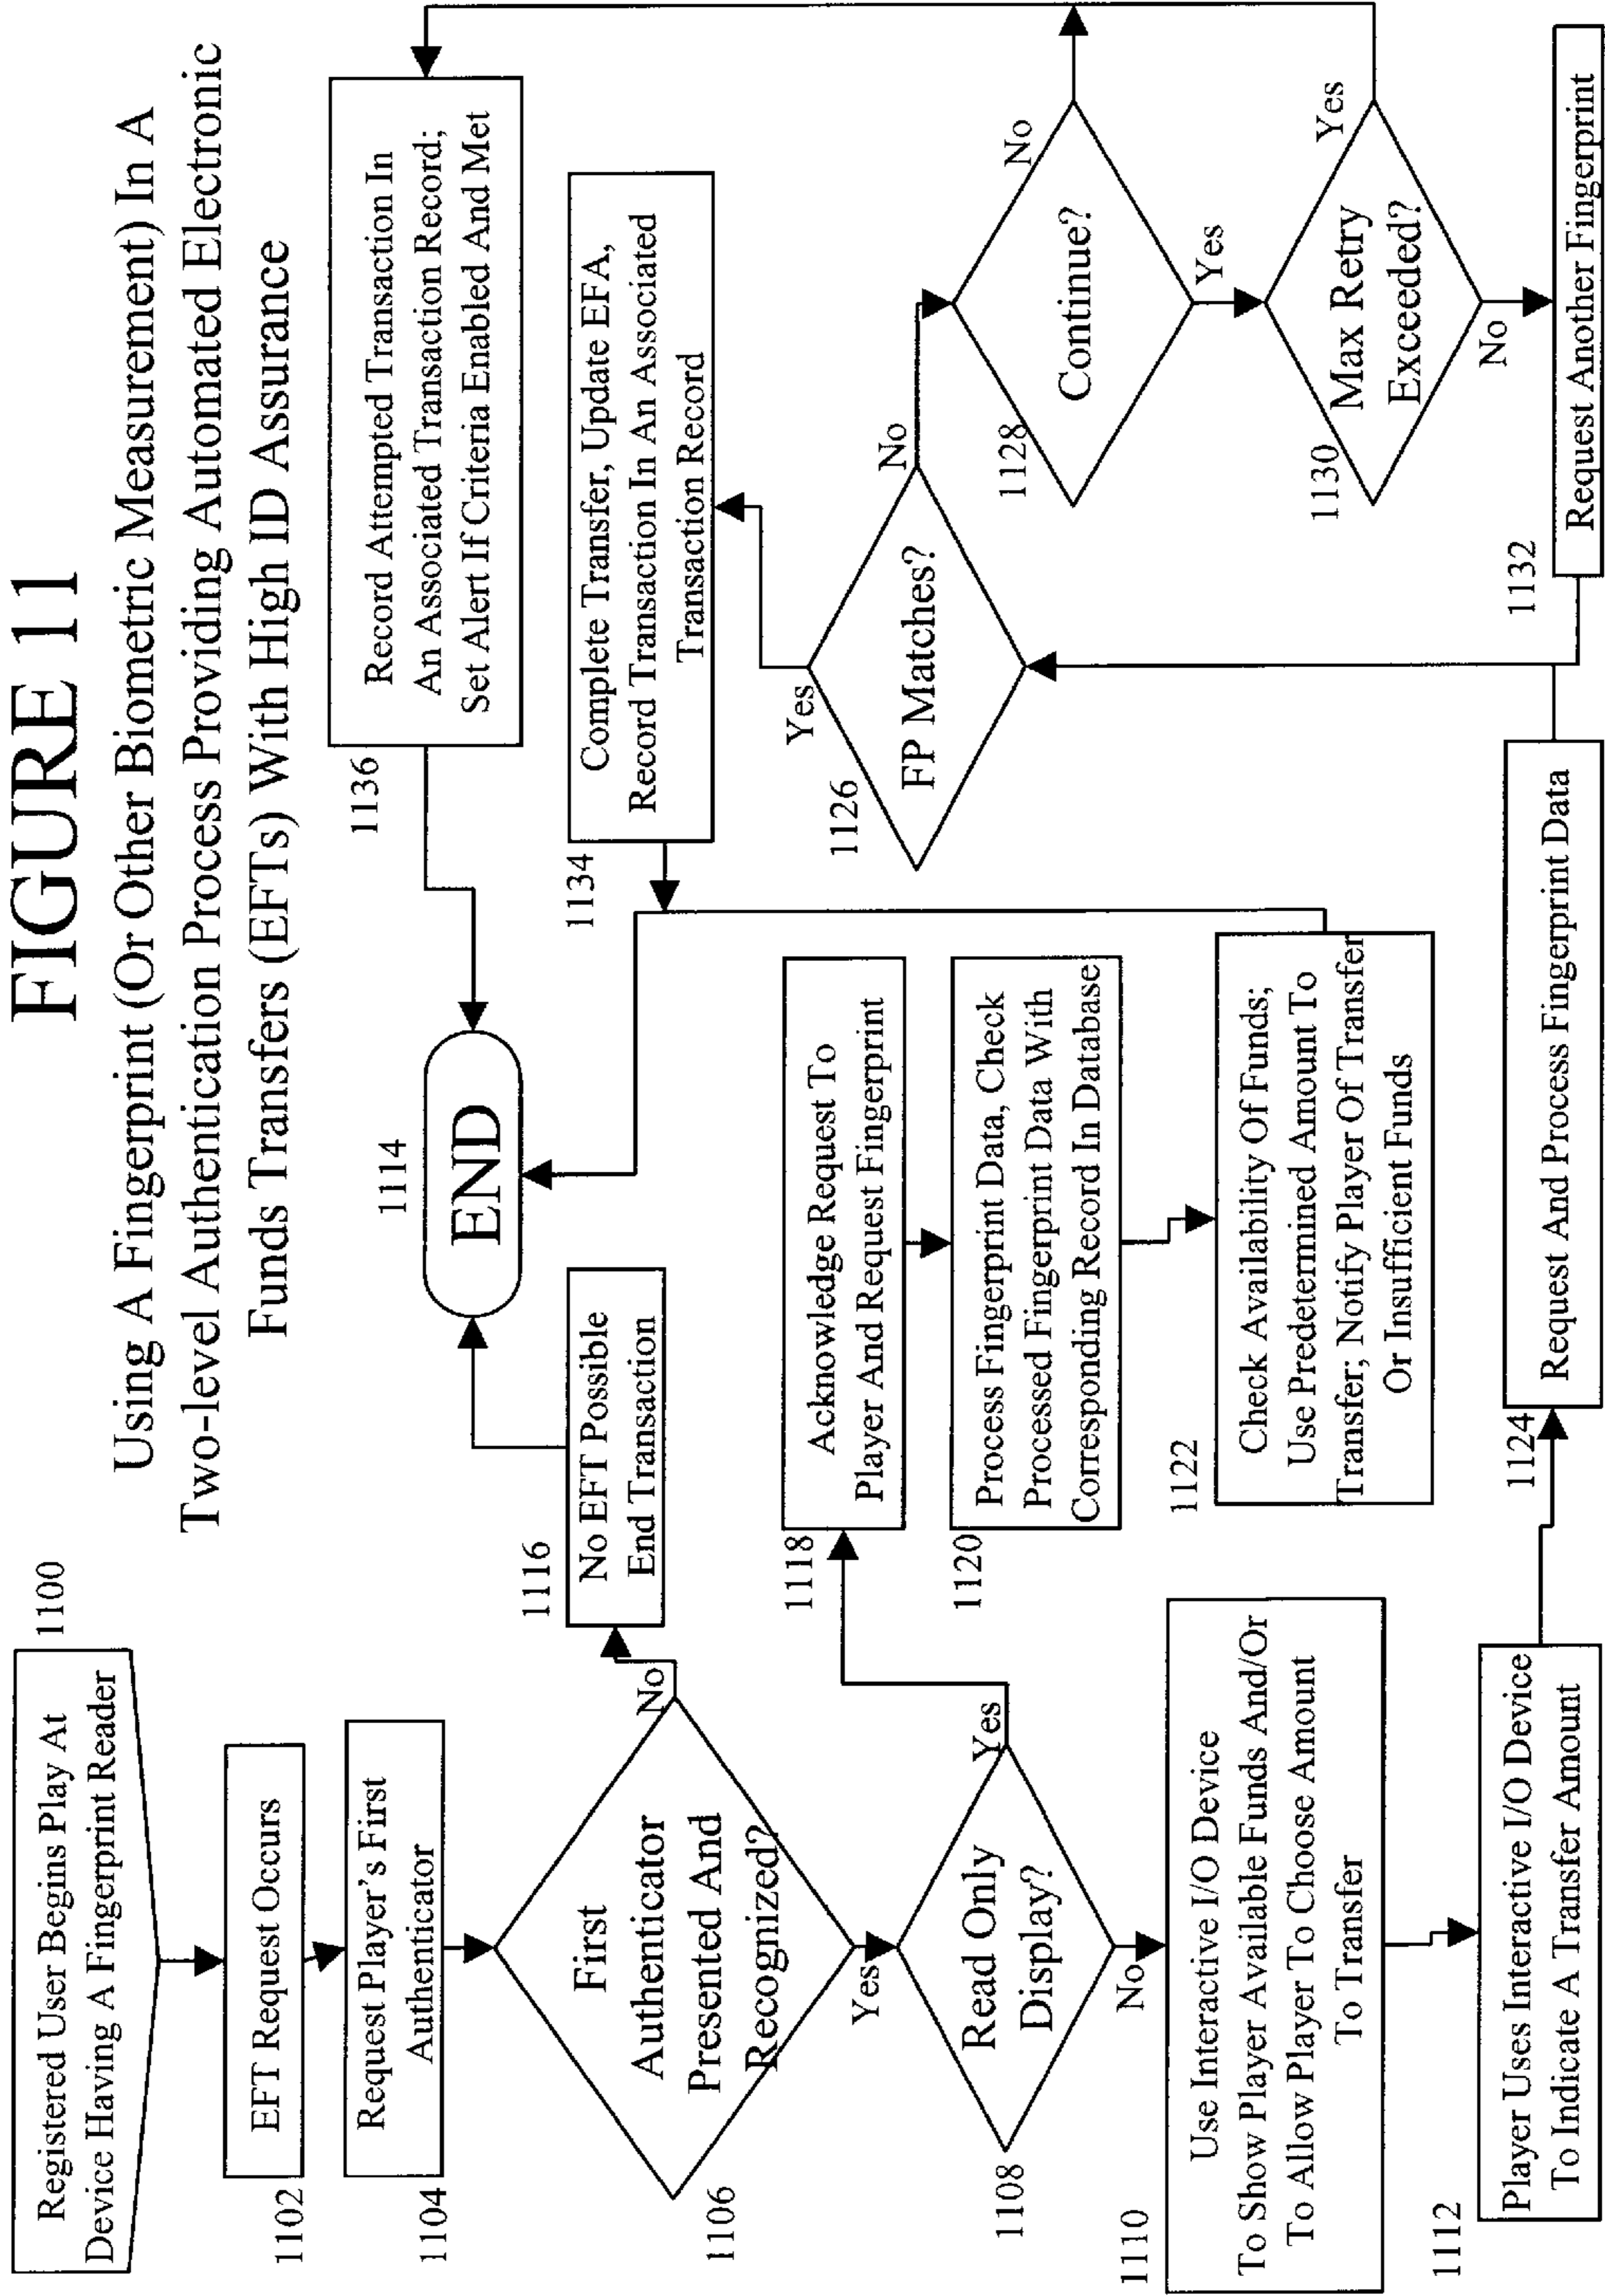 FIGURE 11
Using A Fingerprint (Or Other Biometric Measurement) In A
Two-level Authentication Process Providing Automated Electronic
Funds Transfers (EFTs) With High ID Assurance
Registered User Begins Play At
Device Having A Fingerprint Reader
1100
EFT Request Occurs
1102
Request Player's First
Authenticator
1104
First
Authenticator
Presented And
Recognized?
1106
No
Yes
Read Only
Display?
1108
Yes
No
Use Interactive I/O Device
To Show Player Available Funds And/Or
To Allow Player To Choose Amount
To Transfer
1110
Player Uses Interactive I/O Device
To Indicate A Transfer Amount
1112
1114
END
1116
No EFT Possible
End Transaction
1118
Acknowledge Request To
Player And Request Fingerprint
1120
Process Fingerprint Data, Check
Processed Fingerprint Data With
Corresponding Record In Database
1122
Check Availability Of Funds;
Use Predetermined Amount To
Transfer; Notify Player Of Transfer
Or Insufficient Funds
1124
Request And Process Fingerprint Data
1126
FP Matches?
Yes
No
1128
Continue?
No
Yes
1130
Max Retry
Exceeded?
Yes
No
1132
Request Another Fingerprint
1134
Complete Transfer, Update EFA,
Record Transaction In An Associated
Transaction Record
1136
Record Attempted Transaction In
An Associated Transaction Record;
Set Alert If Criteria Enabled And Met